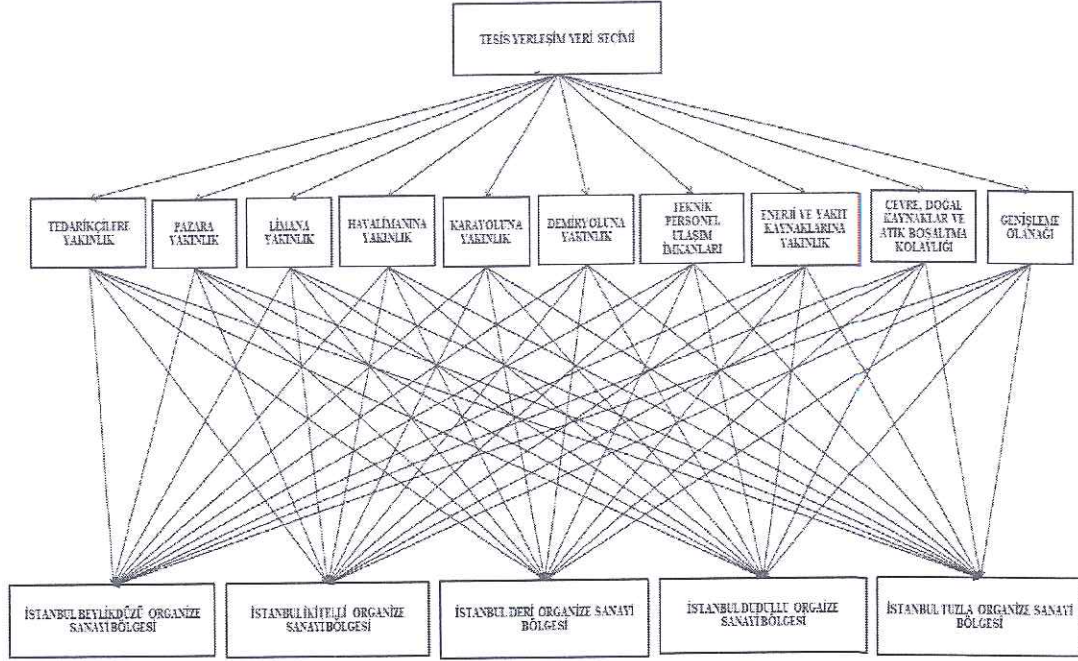 TESİS YERLEŞİM YERİ SEÇİMİ
TEDARİKÇİLERE
YAKINLIK
PAZARA
YAKINLIK
LİMANA
YAKINLIK
HAVALİMANINA
YAKINLIK
KARAYOLUNA
YAKINLIK
DEMİRYOLUNA
YAKINLIK
TEKNİK
PERSONEL
ULAŞIM
İMKANLARI
ENERJİ VE YAKIT
KAYNAKLARINA
YAKINLIK
ÇEVRE, DOĞAL
KAYNAKLAR VE
ATIK BOŞALTMA
KOLAYLIĞI
GENİŞLEME
OLANAĞI
İSTANBUL BEYLİKDÜZÜ ORGANİZE
SANAYİ BÖLGESİ
İSTANBUL İKİTELLİ ORGANİZE
SANAYİ BÖLGESİ
İSTANBUL DERİ ORGANİZE SANAYİ
BÖLGESİ
İSTANBUL DUDULLU ORGAİZE
SANAYİ BÖLGESİ
İSTANBUL TUZLA ORGANİZE SANAYİ
BÖLGESİ